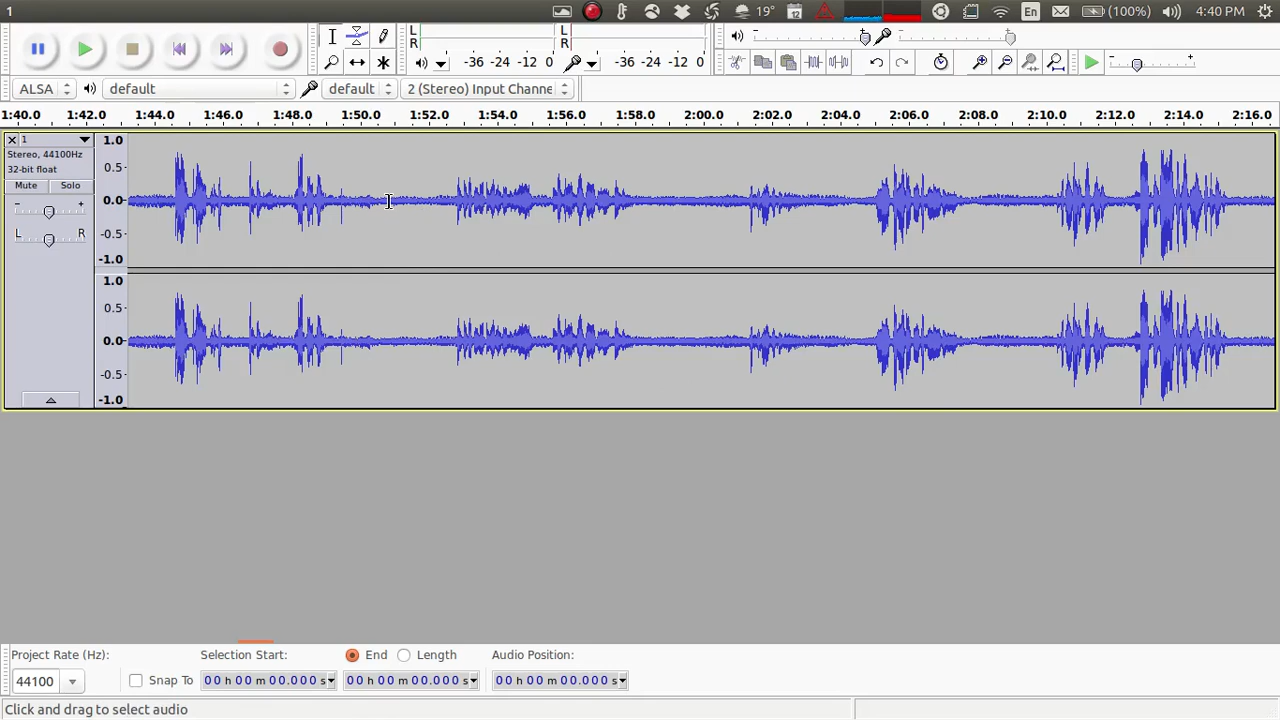 1 19° En (100%) 4:40 PM
L R -36 -24 -12 0 L R -36 -24 -12 0
ALSA default default 2 (Stereo) Input Channe
1:40.0 1:42.0 1:44.0 1:46.0 1:48.0 1:50.0 1:52.0 1:54.0 1:56.0 1:58.0 2:00.0 2:02.0 2:04.0 2:06.0 2:08.0 2:10.0 2:12.0 2:14.0 2:16.0
1
Stereo, 44100Hz
32-bit float
Mute Solo
- +
L R
1.0
0.5
0.0
-0.5
-1.0
1.0
0.5
0.0
-0.5
-1.0
Project Rate (Hz): Selection Start: End Length Audio Position:
44100 Snap To 00 h 00 m 00.000 s 00 h 00 m 00.000 s 00 h 00 m 00.000 s
Click and drag to select audio